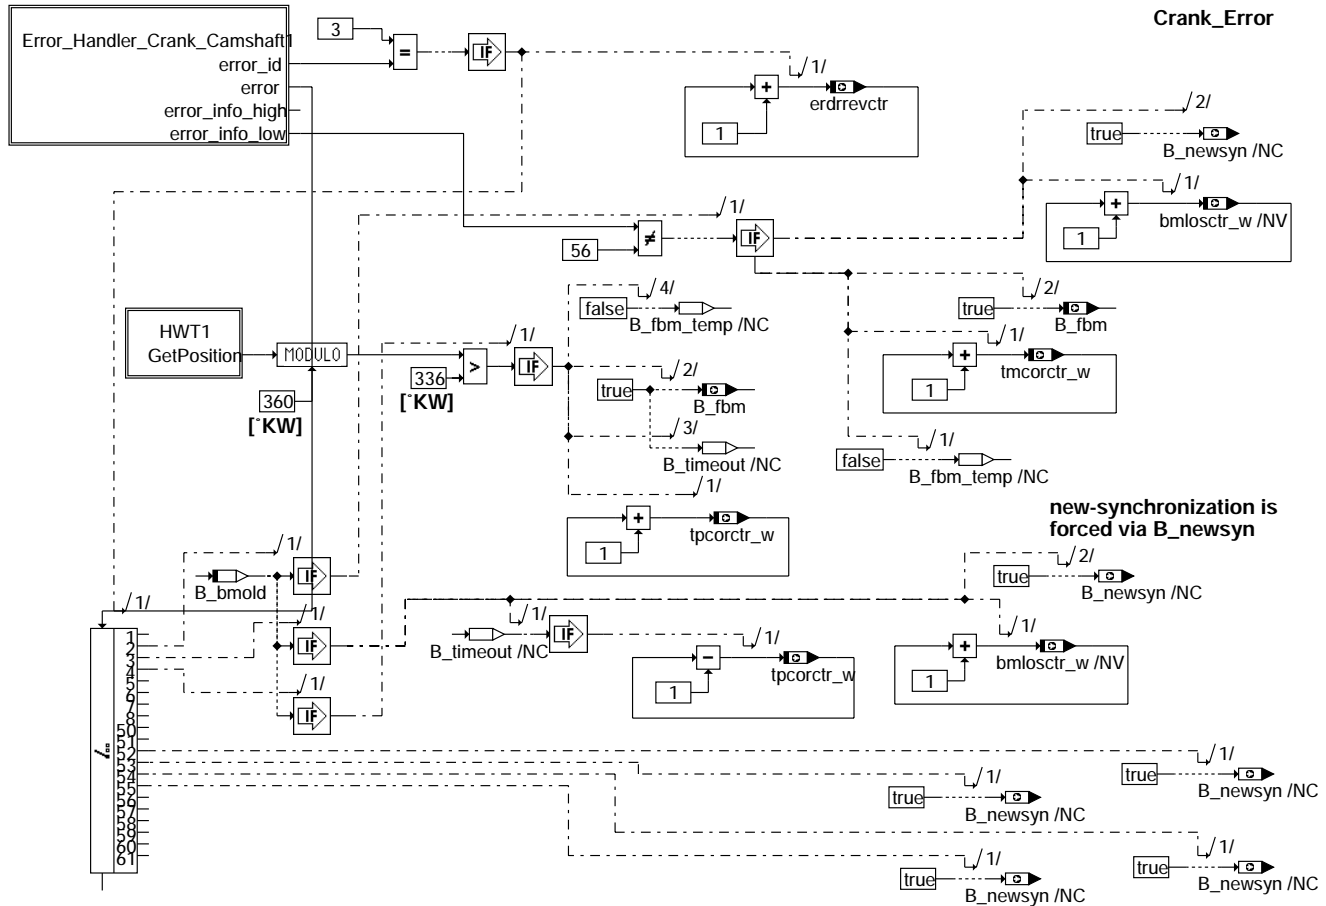 Crank_Error
Error_Handler_Crank_Camshaft1
error_id
error
error_info_high
error_info_low
3
=
IF
1/
+
1
erdrrevctr
2/
true
B_newsyn /NC
1/
+
1
bmlosctr_w /NV
1/
≠
56
IF
2/
true
B_fbm
1/
+
1
tmcorctr_w
1/
false
B_fbm_temp /NC
HWT1
GetPosition
MODULO
360
[°KW]
>
336
[°KW]
1/
IF
4/
false
B_fbm_temp /NC
2/
true
B_fbm
3/
B_timeout /NC
1/
+
1
tpcorctr_w
new-synchronization is
forced via B_newsyn
1/
B_bmold
IF
1/
IF
1/
IF
1/
1/
B_timeout /NC
IF
1/
−
1
tpcorctr_w
2/
true
B_newsyn /NC
1/
+
1
bmlosctr_w /NV
/...
1
2
3
4
5
6
7
8
50
51
52
53
54
55
56
57
58
59
60
61
1/
true
B_newsyn /NC
1/
true
B_newsyn /NC
1/
true
B_newsyn /NC
1/
true
B_newsyn /NC